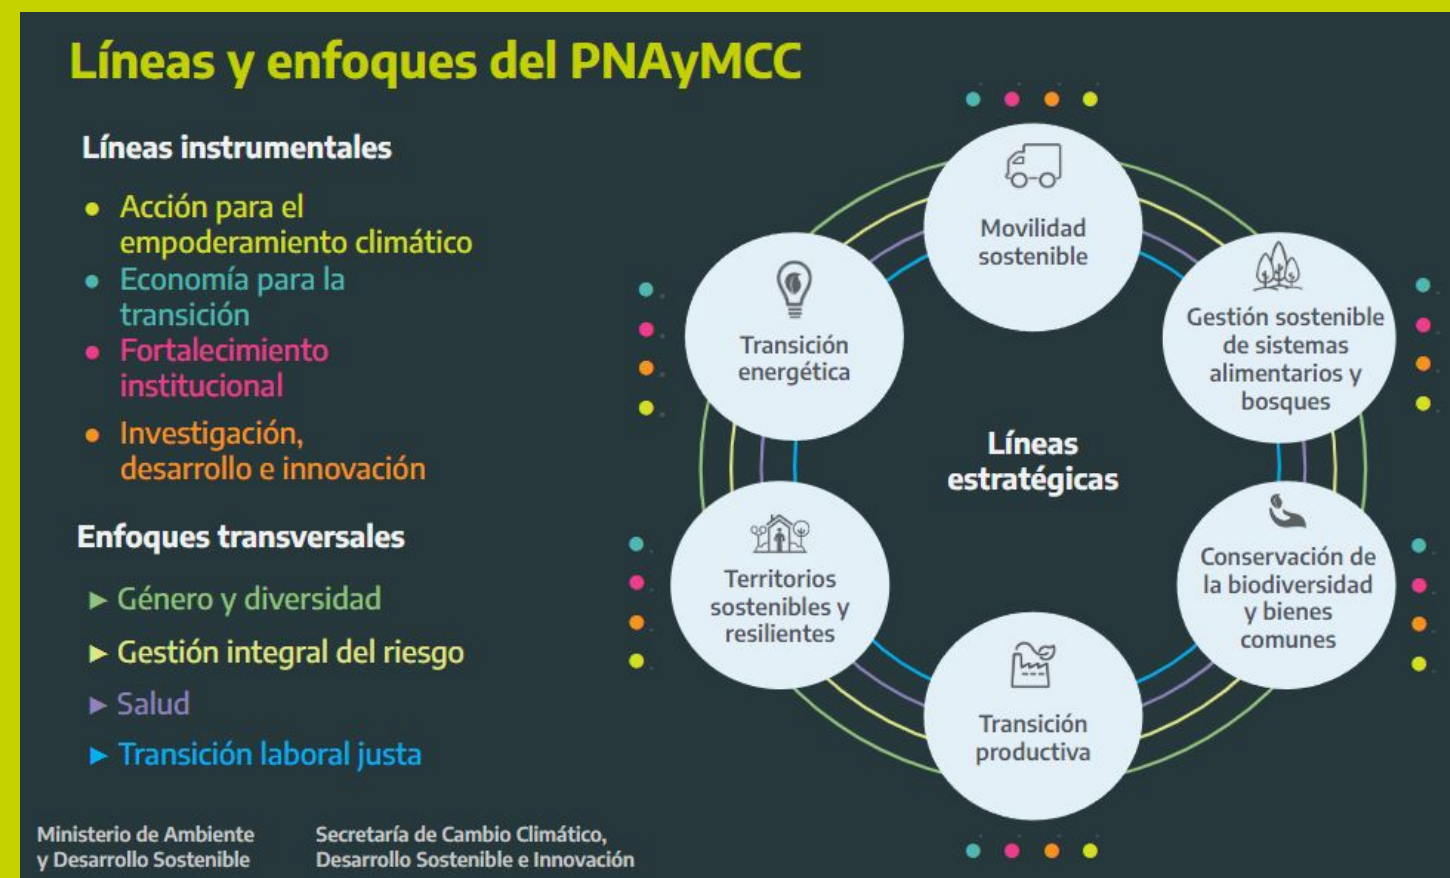 Líneas y enfoques del PNAyMCC
Líneas instrumentales
Acción para el
empoderamiento climático
Economía para la
transición
Fortalecimiento
institucional
Investigación,
desarrollo e innovación
Enfoques transversales
Género y diversidad
Gestión integral del riesgo
Salud
Transición laboral justa
Ministerio de Ambiente
y Desarrollo Sostenible
Secretaría de Cambio Climático,
Desarrollo Sostenible e Innovación
Líneas
estratégicas
Movilidad
sostenible
Gestión sostenible
de sistemas
alimentarios y
bosques
Conservación de
la biodiversidad
y bienes
comunes
Transición
productiva
Territorios
sostenibles y
resilientes
Transición
energética